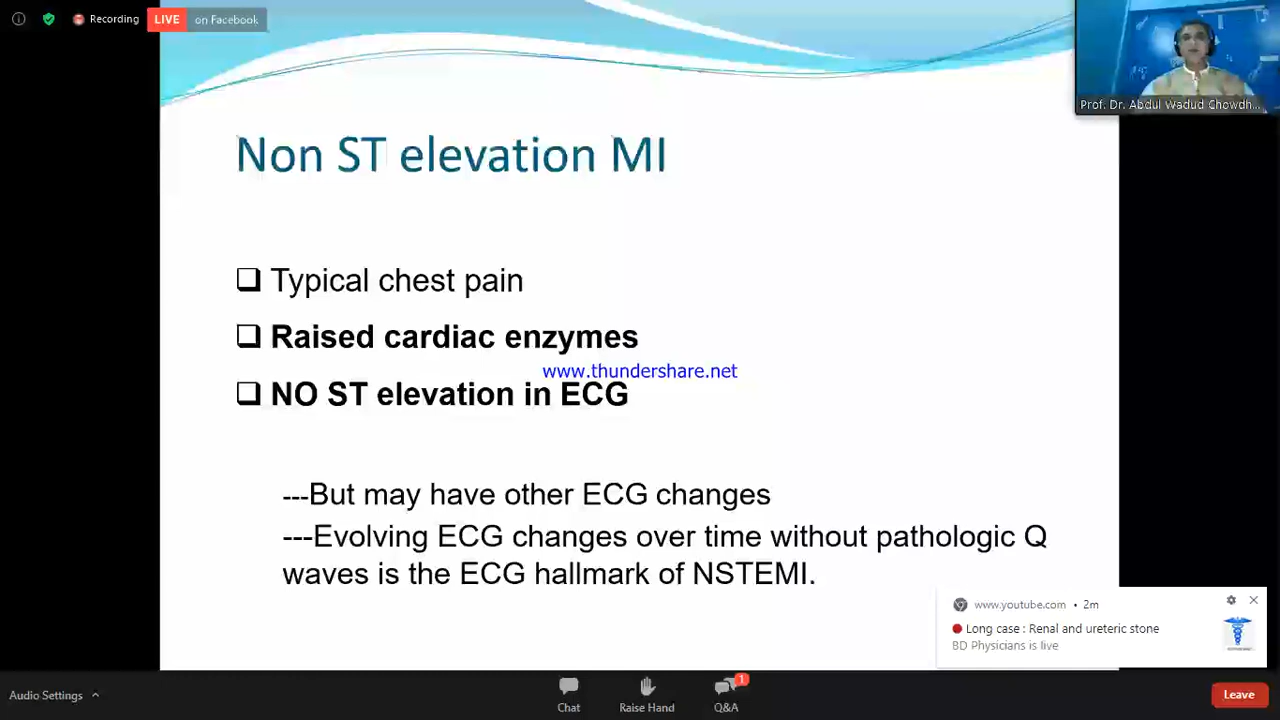 Recording
LIVE on Facebook
Prof. Dr. Abdul Wadud Chowdh...
Non ST elevation MI
Typical chest pain
Raised cardiac enzymes
www.thundershare.net
NO ST elevation in ECG
---But may have other ECG changes
---Evolving ECG changes over time without pathologic Q
waves is the ECG hallmark of NSTEMI.
www.youtube.com • 2m
Long case : Renal and ureteric stone
BD Physicians is live
Audio Settings
Chat
Raise Hand
1
Q&A
Leave